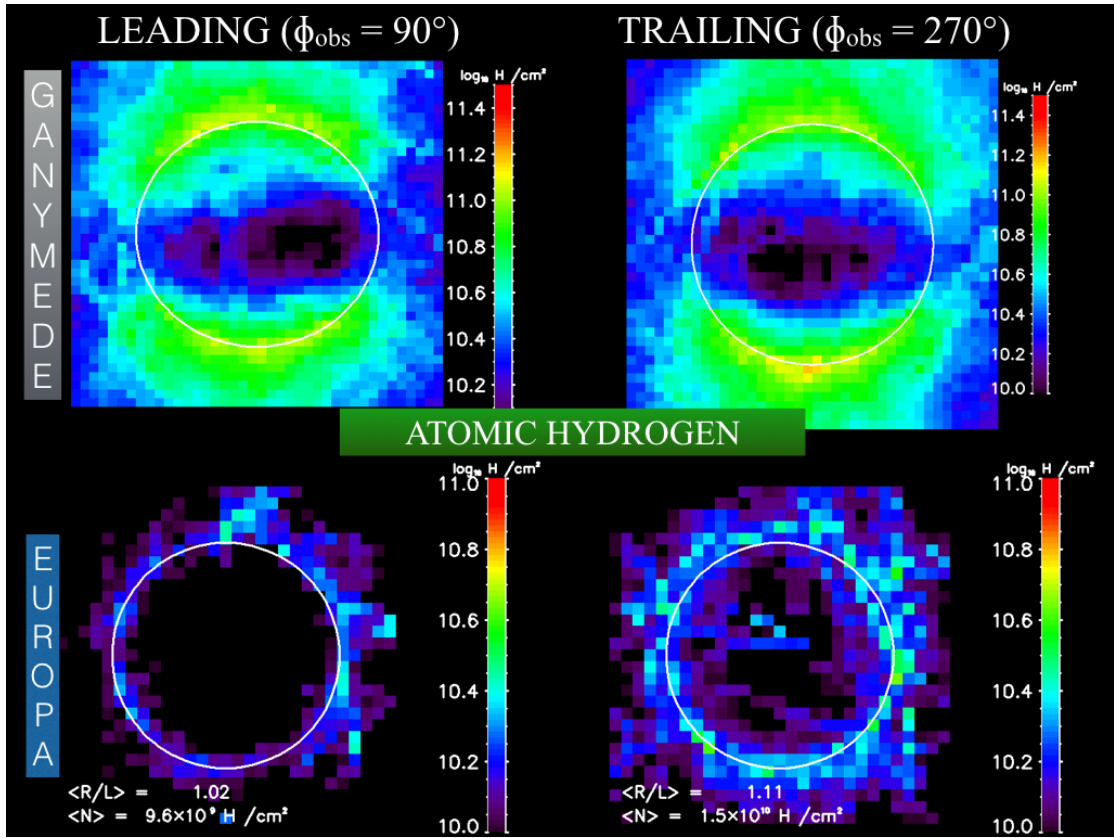 LEADING (ϕobs = 90°)
TRAILING (ϕobs = 270°)
GANYMEDE
log₁₀ H /cm²
11.4
11.2
11.0
10.8
10.6
10.4
10.2
log₁₀ H /cm²
11.4
11.2
11.0
10.8
10.6
10.4
10.2
10.0
ATOMIC HYDROGEN
EUROPA
log₁₀ H /cm²
11.0
10.8
10.6
10.4
10.2
10.0
<R/L> = 1.02
<N> = 9.6×10⁹ H /cm²
log₁₀ H /cm²
11.0
10.8
10.6
10.4
10.2
10.0
<R/L> = 1.11
<N> = 1.5×10¹⁰ H /cm²